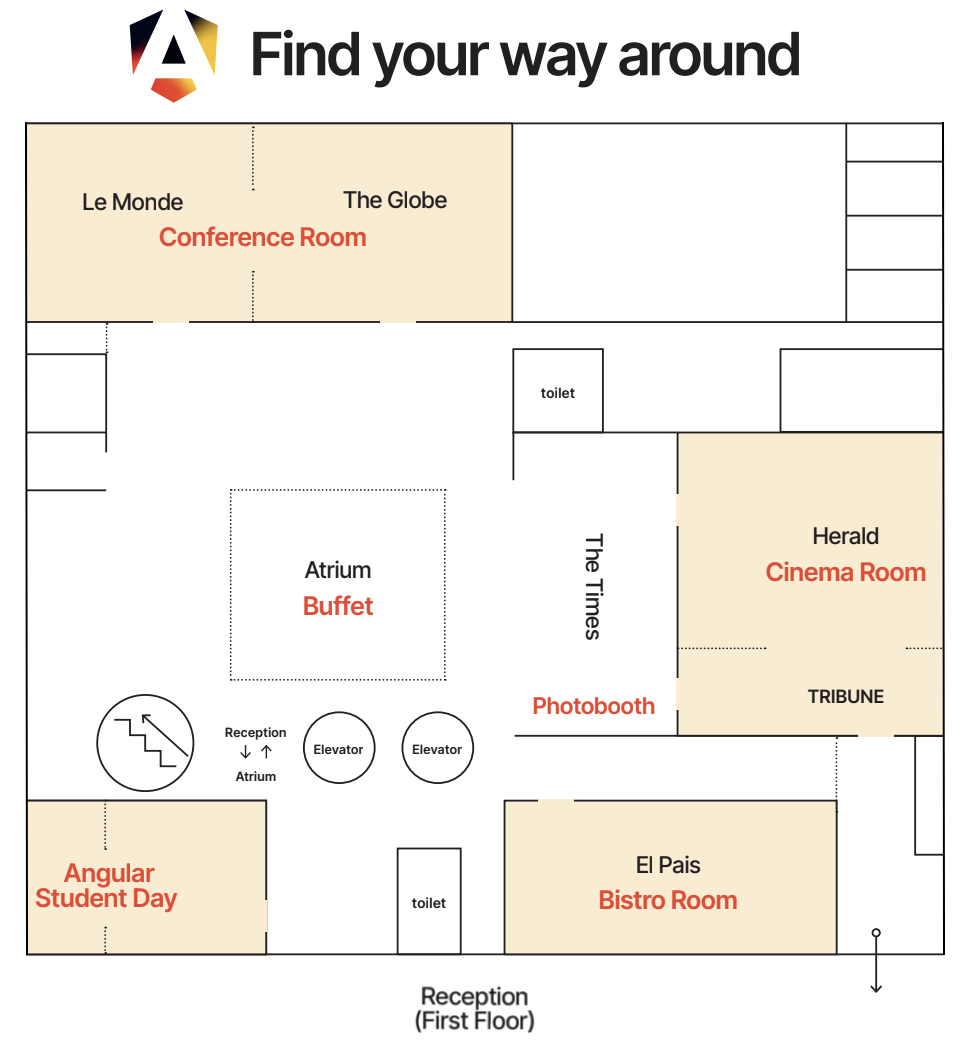 A
Find your way around
Le Monde
The Globe
Conference Room
toilet
Herald
Cinema Room
The Times
Atrium
Buffet
TRIBUNE
Photobooth
Reception
Atrium
Elevator
Elevator
Angular
Student Day
toilet
El Pais
Bistro Room
Reception
(First Floor)